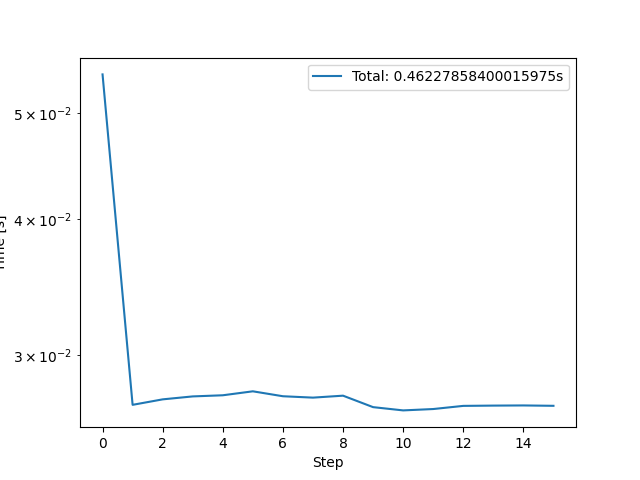 Total: 0.46227858400015975s
5 × 10⁻²
4 × 10⁻²
3 × 10⁻²
[s]
0 2 4 6 8 10 12 14
Step